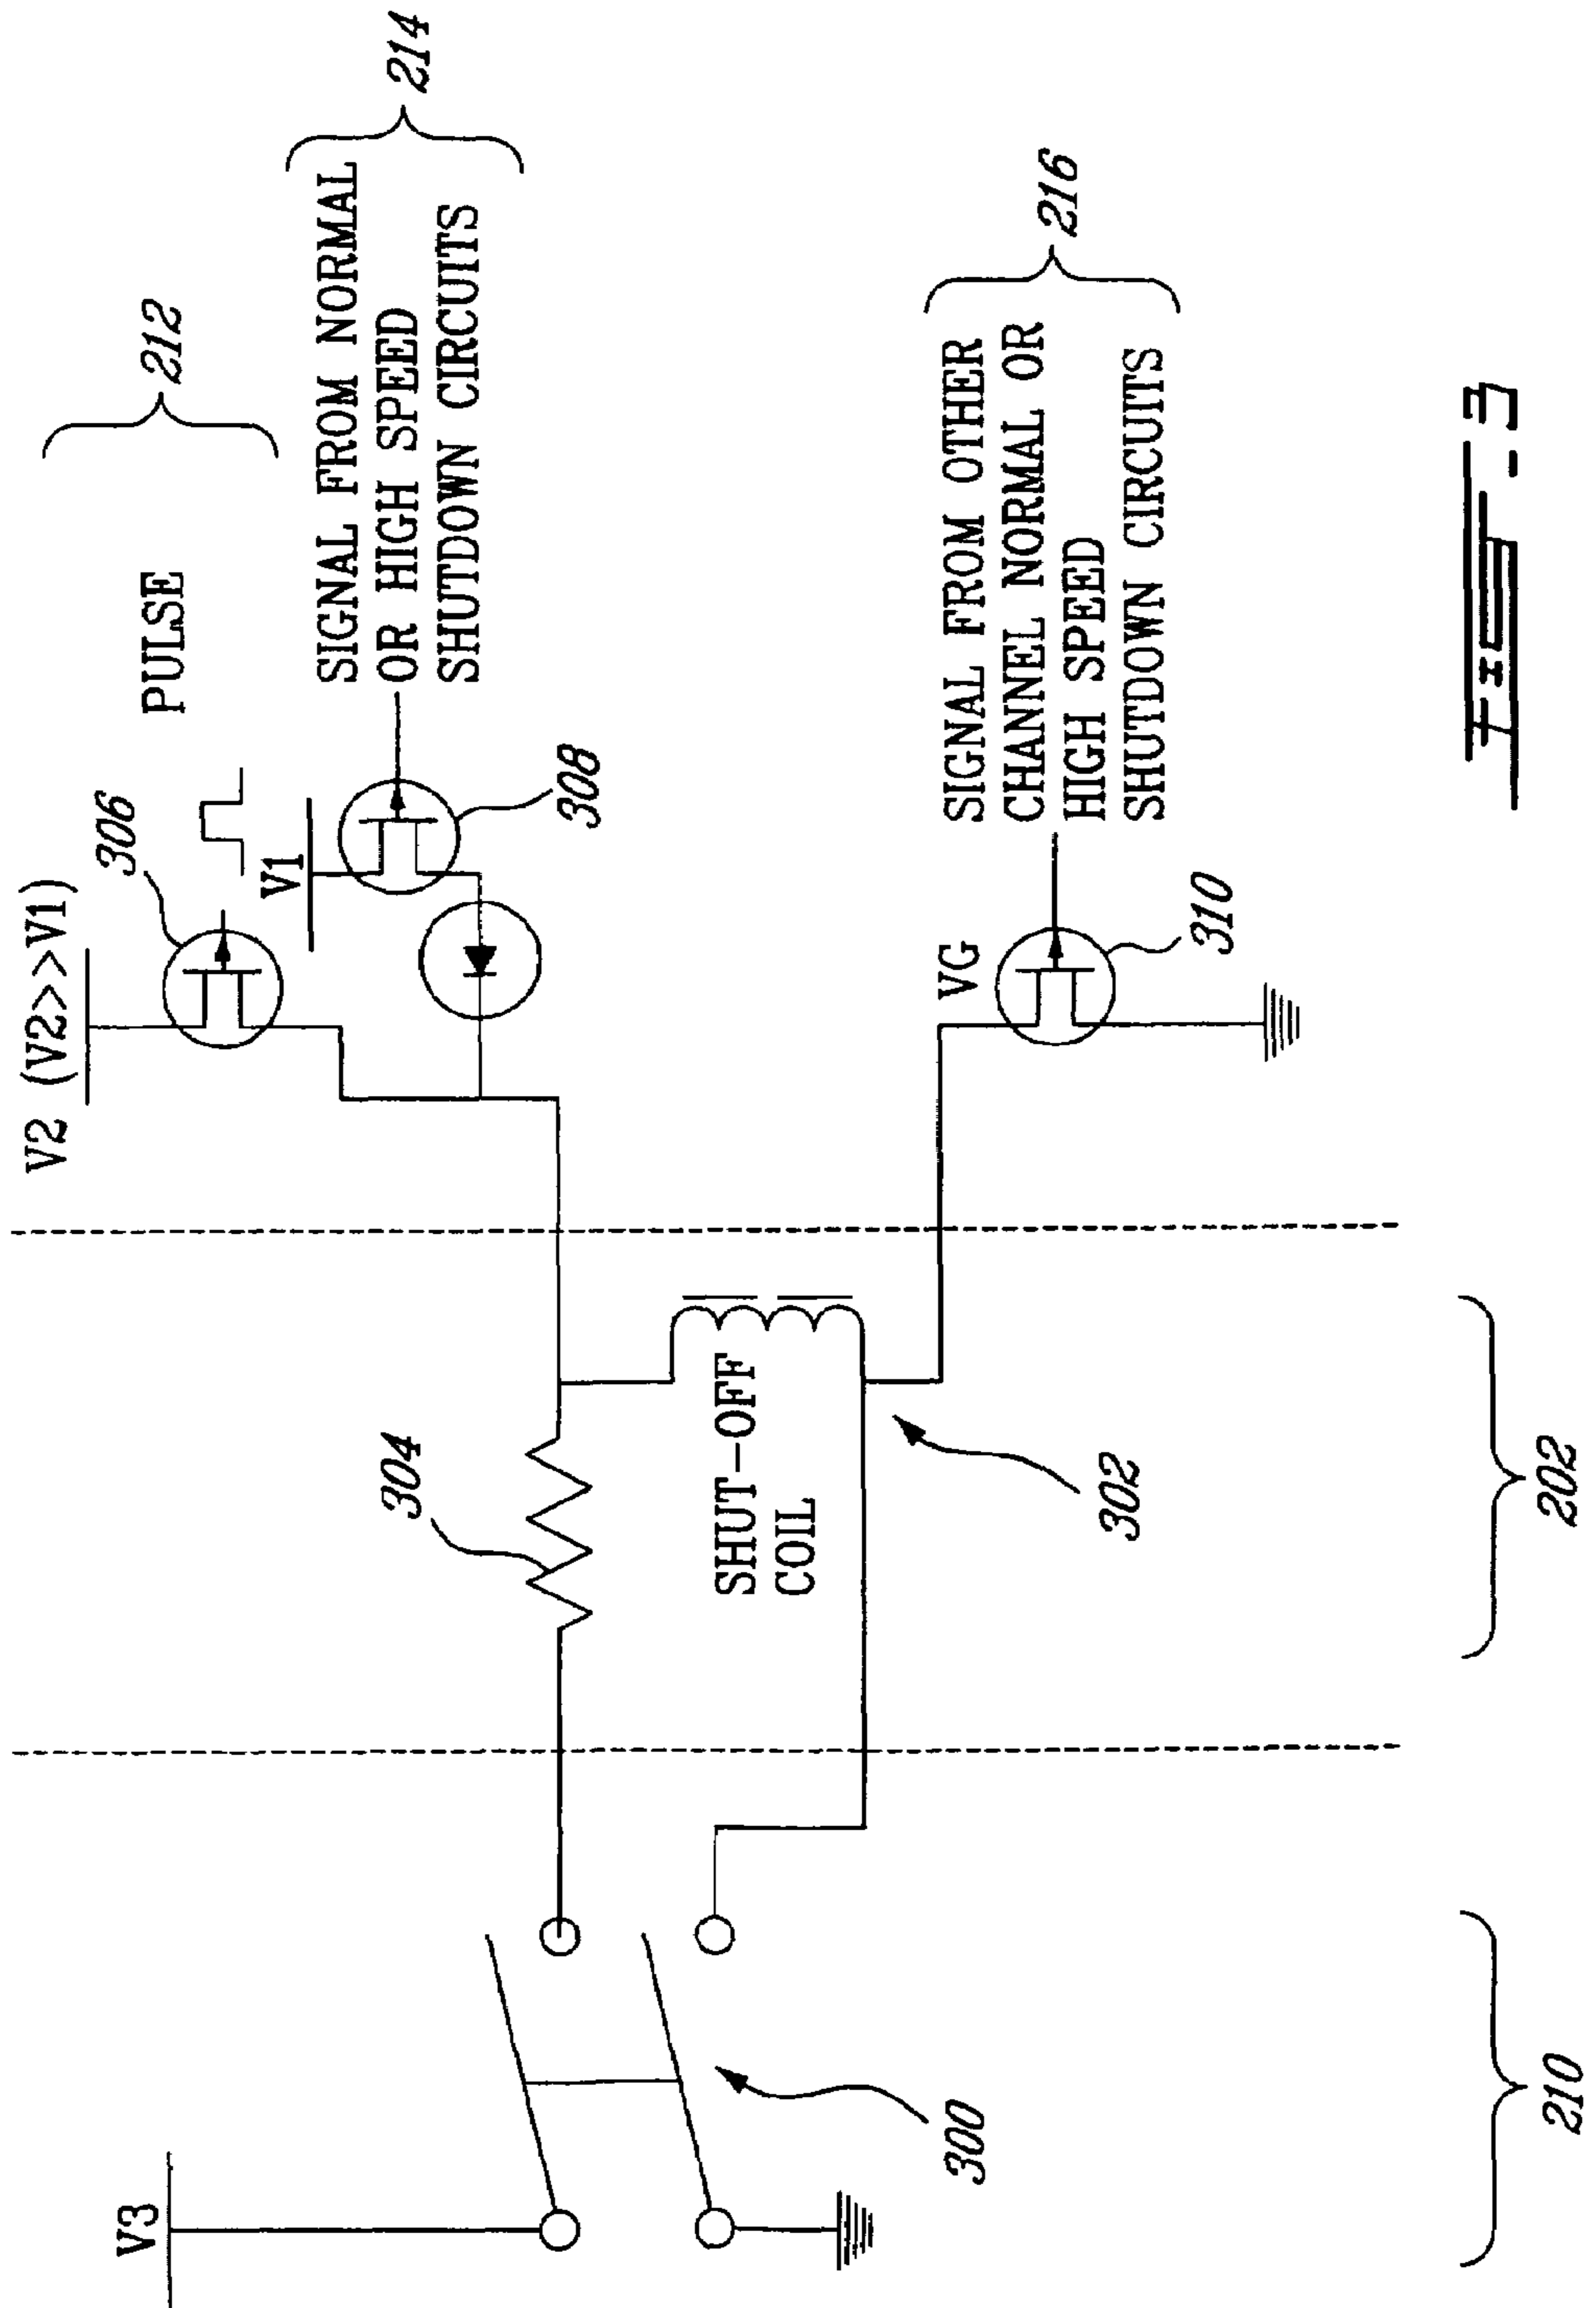 V2 (V2>>V1)
306
PULSE
212
V1
308
SIGNAL FROM NORMAL
OR HIGH SPEED
SHUTDOWN CIRCUITS
214
V3
304
SHUT-OFF
COIL
302
300
VG
310
SIGNAL FROM OTHER
CHANNEL NORMAL OR
HIGH SPEED
SHUTDOWN CIRCUITS
216
210
202
FIG-3